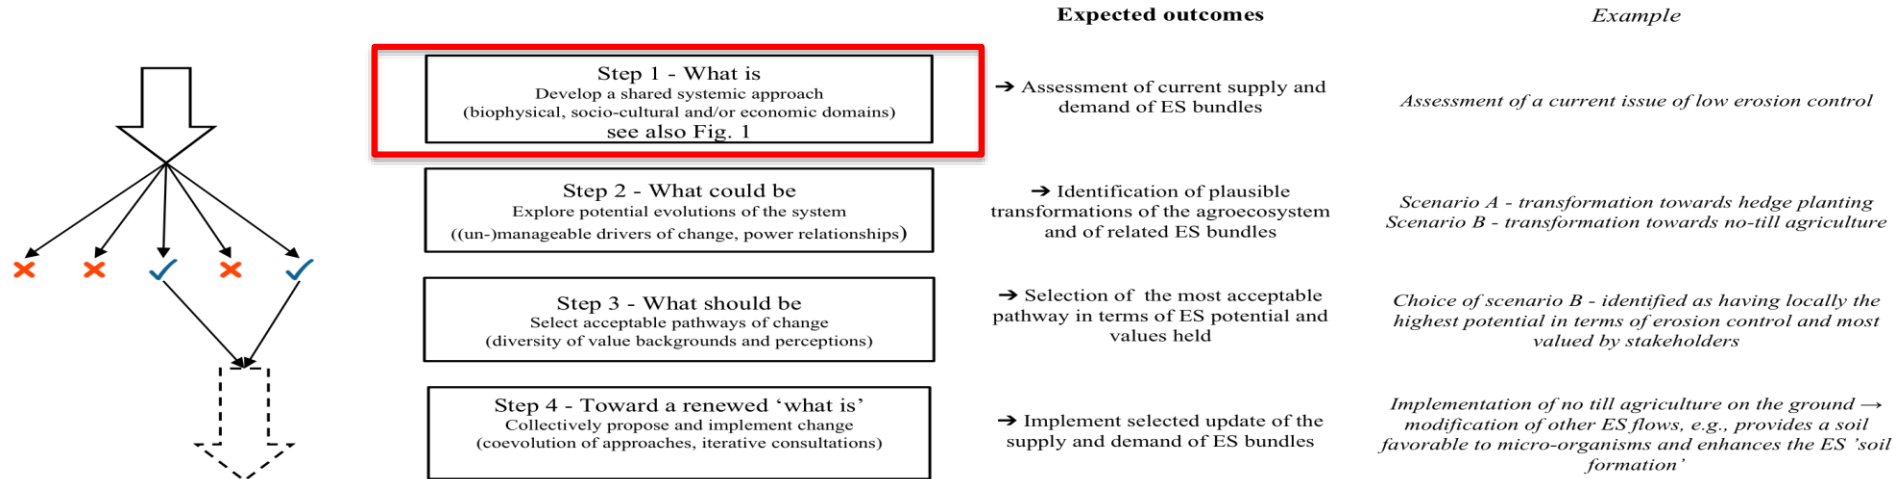 Expected outcomes
Example
Step 1 - What is
Develop a shared systemic approach
(biophysical, socio-cultural and/or economic domains)
see also Fig. 1
➔ Assessment of current supply and
demand of ES bundles
Assessment of a current issue of low erosion control
Step 2 - What could be
Explore potential evolutions of the system
((un-)manageable drivers of change, power relationships)
➔ Identification of plausible
transformations of the agroecosystem
and of related ES bundles
Scenario A - transformation towards hedge planting
Scenario B - transformation towards no-till agriculture
Step 3 - What should be
Select acceptable pathways of change
(diversity of value backgrounds and perceptions)
➔ Selection of the most acceptable
pathway in terms of ES potential and
values held
Choice of scenario B - identified as having locally the
highest potential in terms of erosion control and most
valued by stakeholders
Step 4 - Toward a renewed ‘what is’
Collectively propose and implement change
(coevolution of approaches, iterative consultations)
➔ Implement selected update of the
supply and demand of ES bundles
Implementation of no till agriculture on the ground →
modification of other ES flows, e.g., provides a soil
favorable to micro-organisms and enhances the ES ’soil
formation’